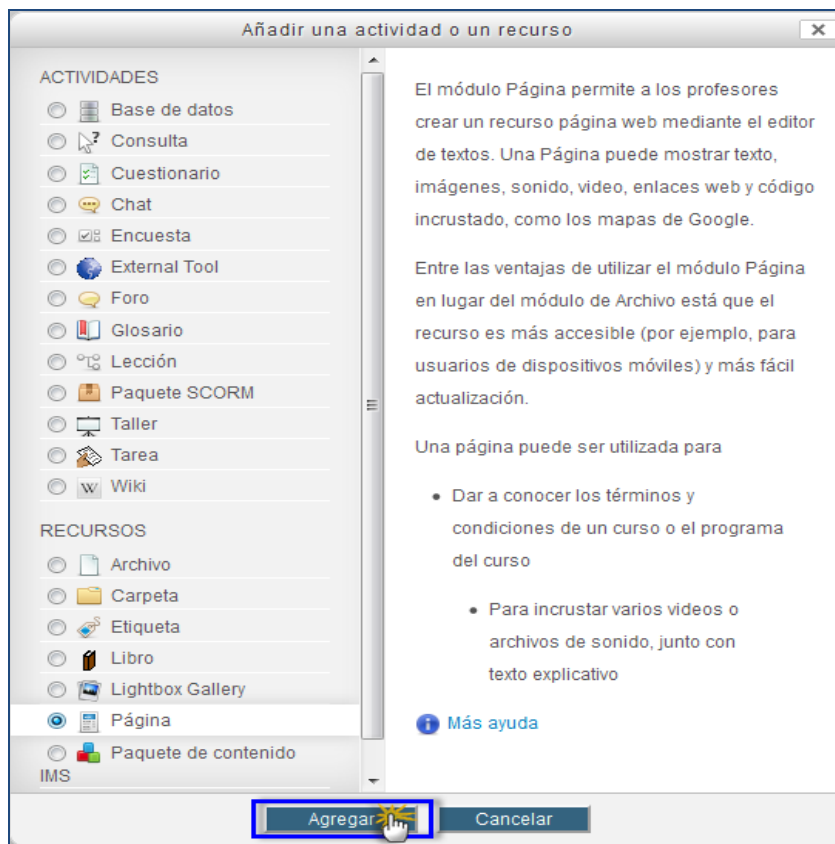 Añadir una actividad o un recurso
ACTIVIDADES
Base de datos
Consulta
Cuestionario
Chat
Encuesta
External Tool
Foro
Glosario
Lección
Paquete SCORM
Taller
Tarea
Wiki
RECURSOS
Archivo
Carpeta
Etiqueta
Libro
Lightbox Gallery
Página
Paquete de contenido
IMS
El módulo Página permite a los profesores
crear un recurso página web mediante el editor
de textos. Una Página puede mostrar texto,
imágenes, sonido, video, enlaces web y código
incrustado, como los mapas de Google.
Entre las ventajas de utilizar el módulo Página
en lugar del módulo de Archivo está que el
recurso es más accesible (por ejemplo, para
usuarios de dispositivos móviles) y más fácil
actualización.
Una página puede ser utilizada para
Dar a conocer los términos y
condiciones de un curso o el programa
del curso
Para incrustar varios videos o
archivos de sonido, junto con
texto explicativo
Más ayuda
Agregar
Cancelar